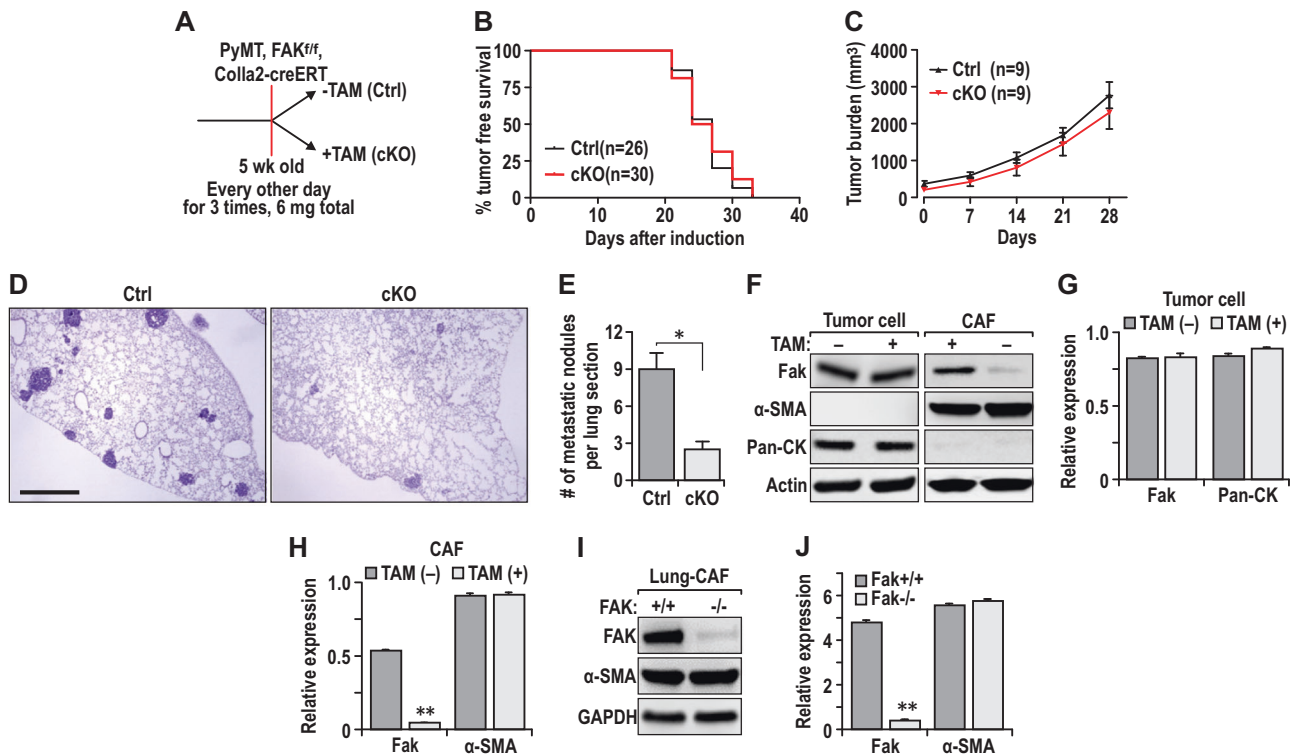 A
PyMT, FAKf/f,
Colla2-creERT
-TAM (Ctrl)
+TAM (cKO)
5 wk old
Every other day
for 3 times, 6 mg total
B
% tumor free survival
100
75
50
25
0
Ctrl(n=26)
cKO(n=30)
0 10 20 30 40
Days after induction
C
Tumor burden (mm3)
4000
3000
2000
1000
0
Ctrl (n=9)
cKO (n=9)
0 7 14 21 28
Days
D
Ctrl cKO
E
# of metastatic nodules
per lung section
12
9
6
3
0
*
Ctrl cKO
F
Tumor cell CAF
TAM: – + + –
Fak
α-SMA
Pan-CK
Actin
G
Tumor cell
TAM (–) TAM (+)
Relative expression
1.0
0.5
0
Fak Pan-CK
H
CAF
TAM (–) TAM (+)
Relative expression
1.0
0.5
0
**
Fak α-SMA
I
Lung-CAF
FAK: +/+ -/-
FAK
α-SMA
GAPDH
J
Fak+/+
Fak-/-
Relative expression
6
4
2
0
**
Fak α-SMA